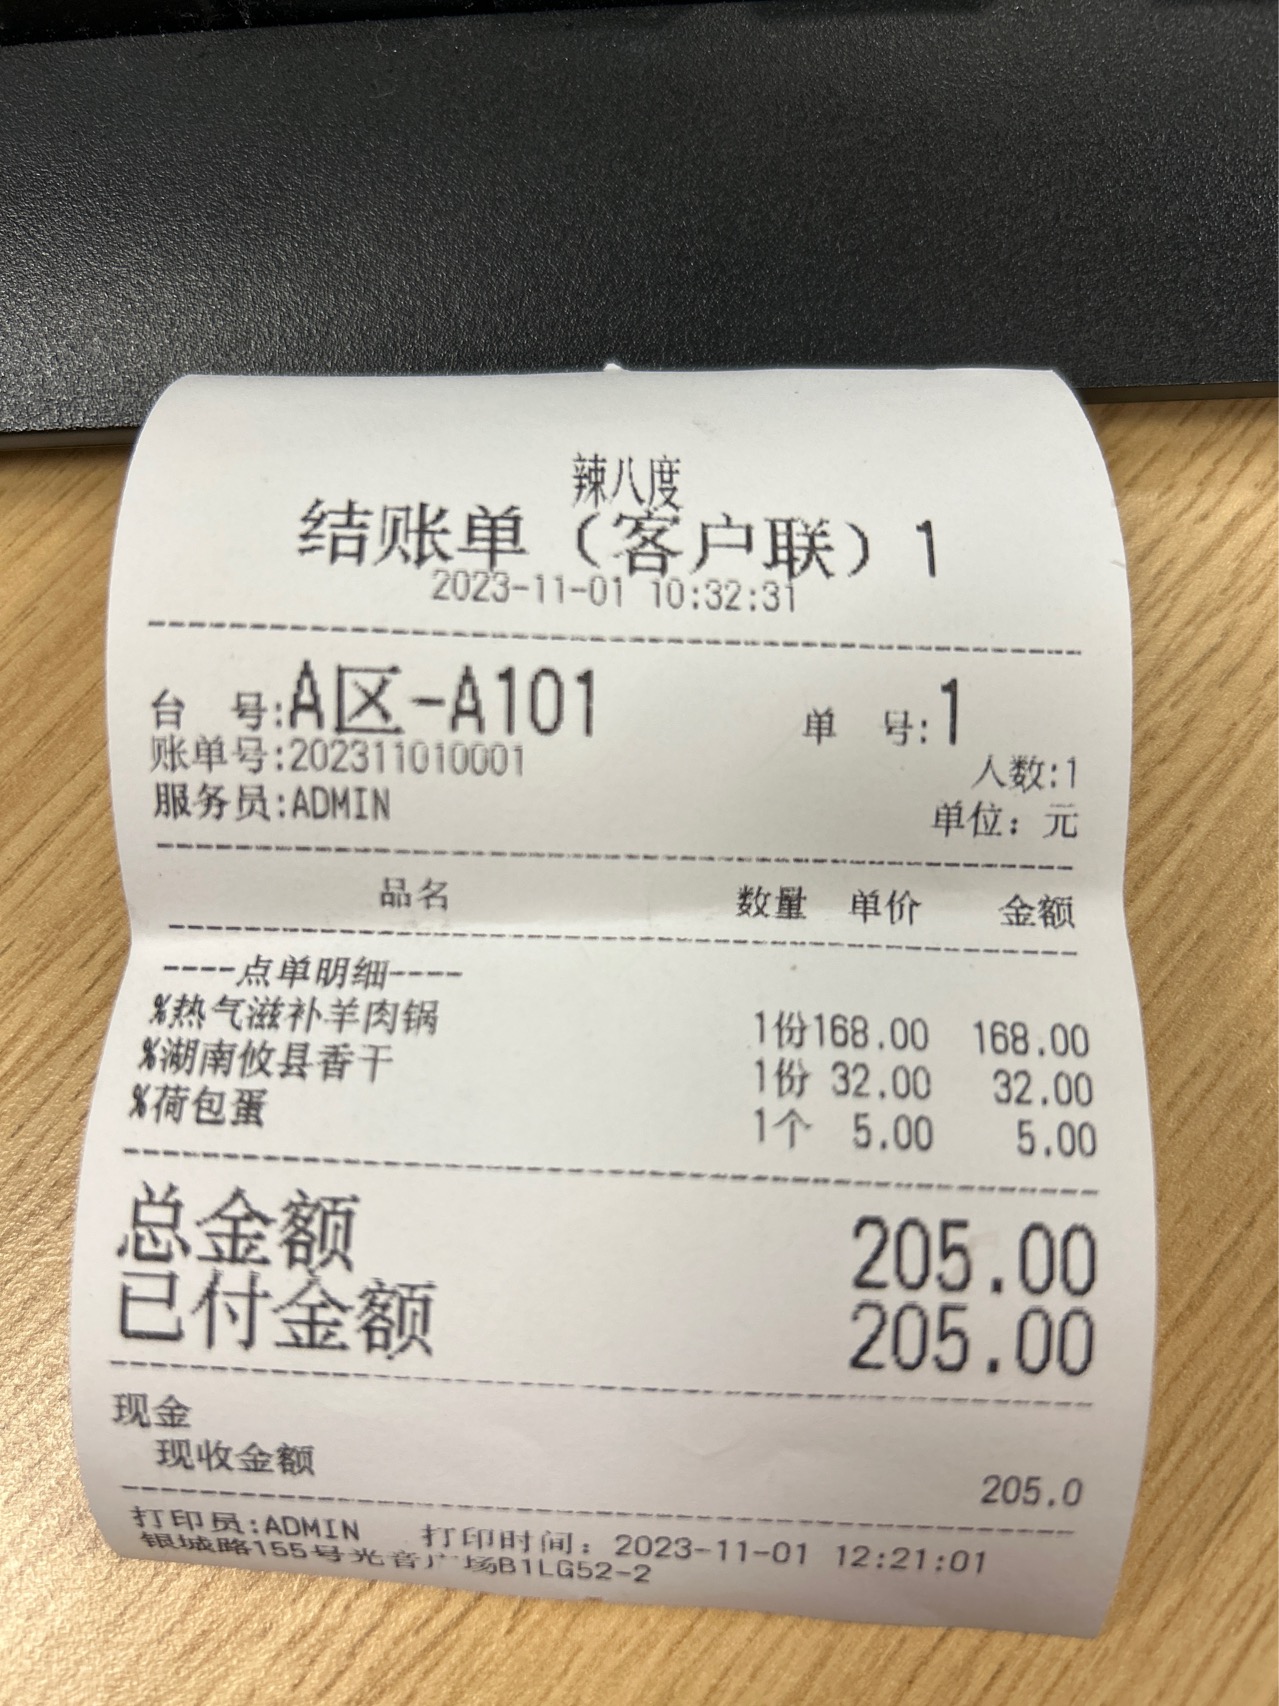 辣八度
结账单（客户联）1
2023-11-01 10:32:31
台 号:A区-A101 单 号:1
账单号:202311010001 人数:1
服务员:ADMIN 单位：元
品名 数量 单价 金额
----点单明细----
%热气滋补羊肉锅 1份168.00 168.00
%湖南攸县香干 1份 32.00 32.00
%荷包蛋 1个 5.00 5.00
总金额 205.00
已付金额 205.00
现金
现收金额 205.0
打印员:ADMIN 打印时间：2023-11-01 12:21:01
银城路155号光音广场B1LG52-2